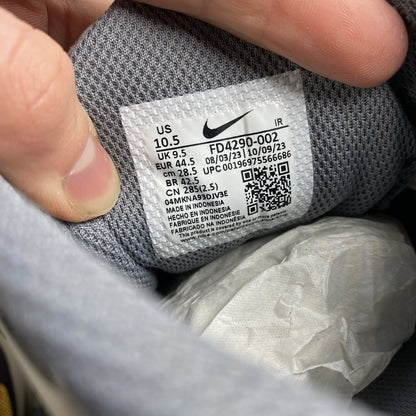 US
10.5 IR
UK 9.5 FD4290-002
EUR 44.5 08/03/23 10/09/23
cm 28.5 UPC 00196975566686
BR 42.5
CN 285(2.5)
04MKNA93DJV3E
MADE IN INDONESIA
HECHO EN INDONESIA
FABRIQUE EN INDONESIE
FABRICADO NA INDONESIA